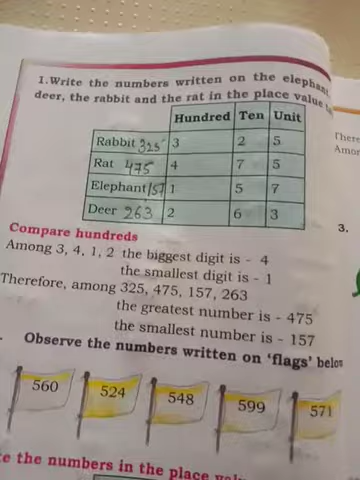 1.Write the numbers written on the elephant,
deer, the rabbit and the rat in the place value
Hundred Ten Unit
Rabbit 325 3 2 5
Rat 475 4 7 5
Elephant 157 1 5 7
Deer 263 2 6 3
Compare hundreds
Among 3, 4, 1, 2 the biggest digit is - 4
the smallest digit is - 1
Therefore, among 325, 475, 157, 263
the greatest number is - 475
the smallest number is - 157
Observe the numbers written on 'flags' below
560 524 548 599 571
the numbers in the place
There
Amor
3.